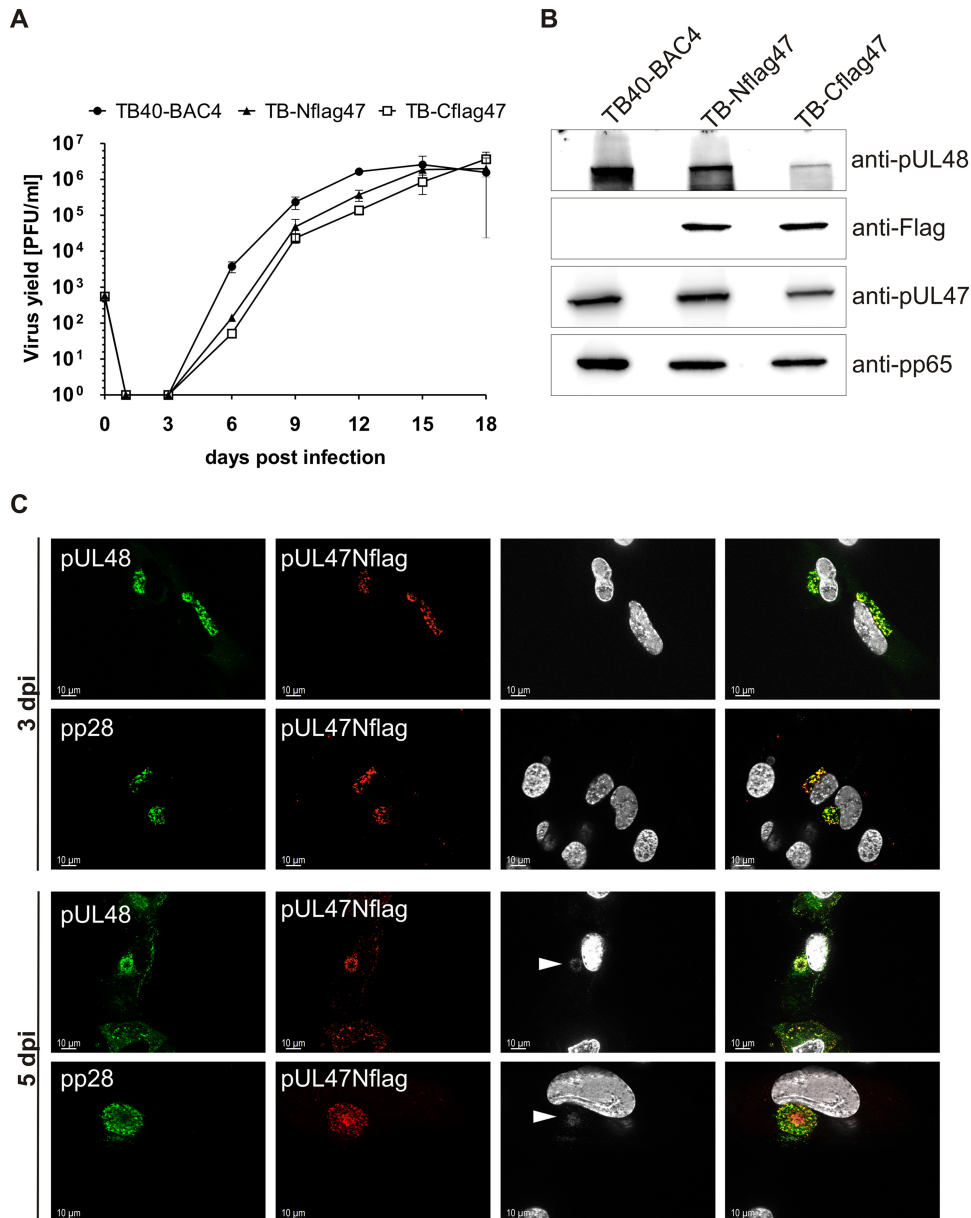 A
TB40-BAC4 TB-Nflag47 TB-Cflag47
Virus yield [PFU/ml]
10⁷
10⁶
10⁵
10⁴
10³
10²
10¹
10⁰
0 3 6 9 12 15 18
days post infection
B
TB40-BAC4 TB-Nflag47 TB-Cflag47
anti-pUL48
anti-Flag
anti-pUL47
anti-pp65
C
3 dpi
pUL48 pUL47Nflag
10 µm 10 µm 10 µm 10 µm
pp28 pUL47Nflag
10 µm 10 µm 10 µm 10 µm
5 dpi
pUL48 pUL47Nflag
10 µm 10 µm 10 µm 10 µm
pp28 pUL47Nflag
10 µm 10 µm 10 µm 10 µm